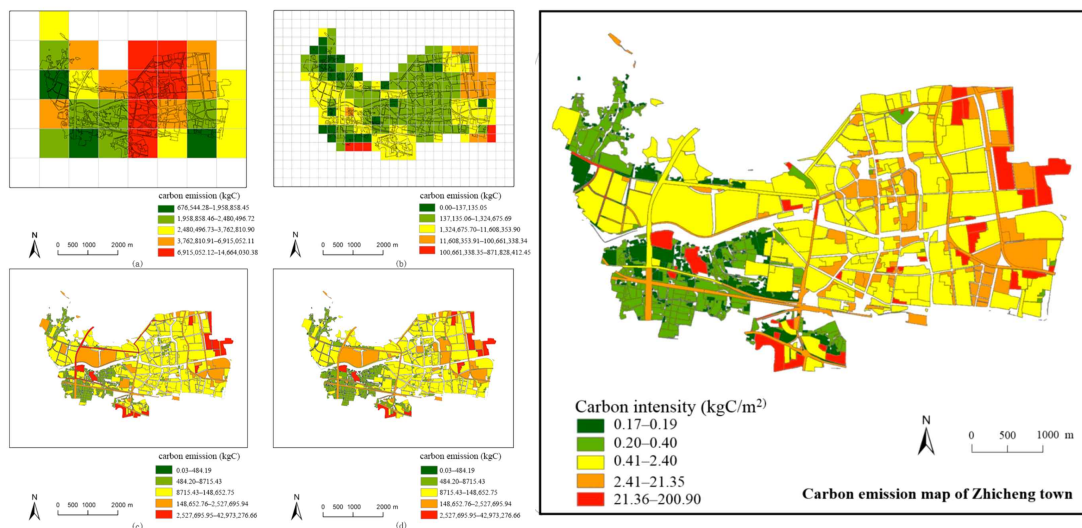 carbon emission (kgC)
676,544.28–1,958,858.45
1,958,858.46–2,480,496.72
2,480,496.73–3,762,810.90
3,762,810.91–6,915,052.11
6,915,052.12–14,664,030.38
N
0 500 1000 2000 m
(a)
carbon emission (kgC)
0.00–137,135.05
137,135.06–1,324,675.69
1,324,675.70–11,608,353.90
11,608,353.91–100,661,338.34
100,661,338.35–871,828,412.45
N
0 500 1000 2000 m
(b)
carbon emission (kgC)
0.03–484.19
484.20–8715.43
8715.43–148,652.75
148,652.76–2,527,695.94
2,527,695.95–42,973,276.66
N
0 500 1000 2000 m
(c)
carbon emission (kgC)
0.03–484.19
484.20–8715.43
8715.43–148,652.75
148,652.76–2,527,695.94
2,527,695.95–42,973,276.66
N
0 500 1000 2000 m
(d)
Carbon intensity (kgC/m²)
0.17–0.19
0.20–0.40
0.41–2.40
2.41–21.35
21.36–200.90
N
0 500 1000 m
Carbon emission map of Zhicheng town